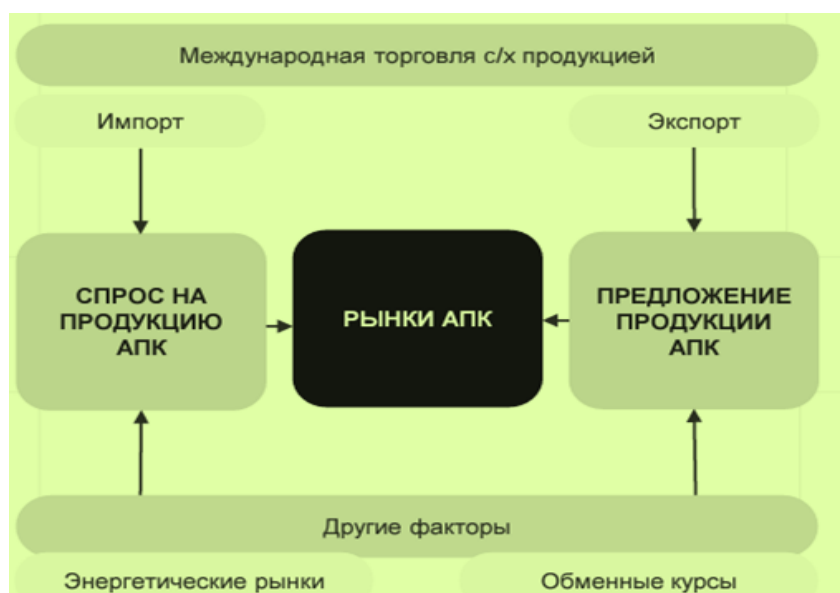 Международная торговля с/х продукцией
Импорт
Экспорт
СПРОС НА
ПРОДУКЦИЮ
АПК
РЫНКИ АПК
ПРЕДЛОЖЕНИЕ
ПРОДУКЦИИ
АПК
Другие факторы
Энергетические рынки
Обменные курсы